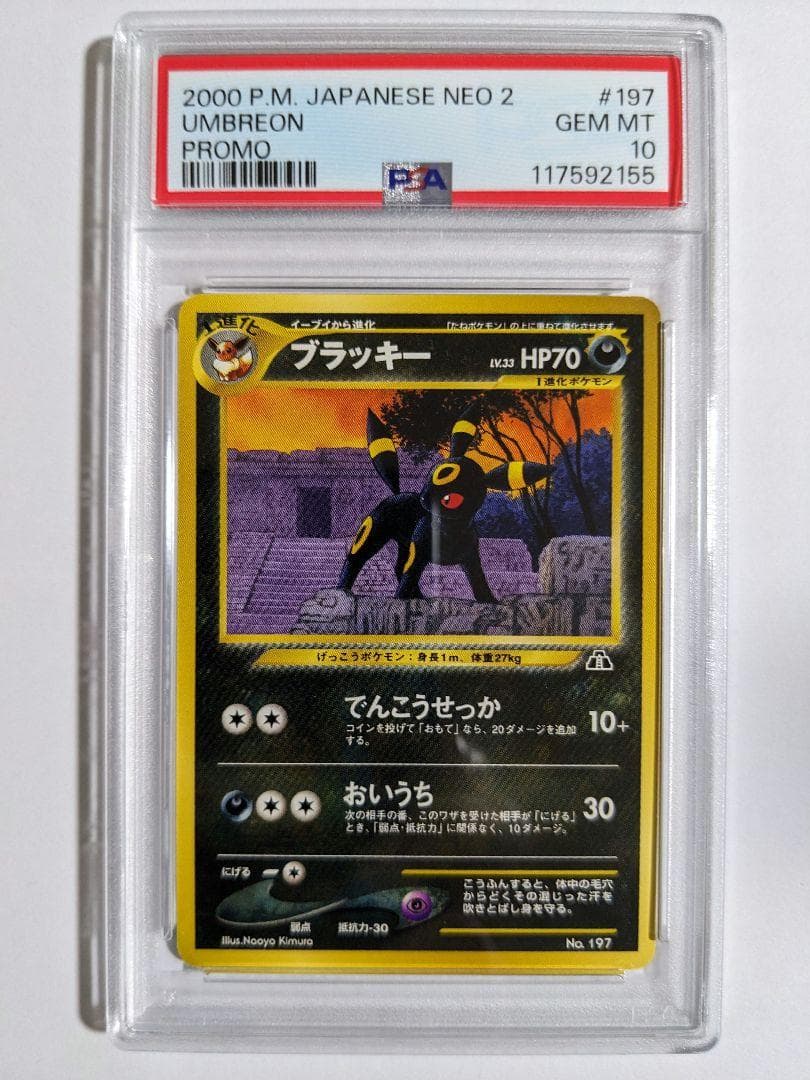 2000 P.M. JAPANESE NEO 2 #197
UMBREON GEM MT
PROMO 10
PSA 117592155
1進化
イーブイから進化 「たねポケモン」の上に重ねて進化させます
ブラッキー LV.33 HP70
1進化ポケモン
げっこうポケモン:身長1m、体重27kg
でんこうせっか 10+
コインを投げて「おもて」なら、20ダメージを追加
する。
おいうち 30
次の相手の番、このワザを受けた相手が「にげる」
とき、「弱点・抵抗力」に関係なく、10ダメージ。
にげる
こうふんすると、体中の毛穴
からどくその混じった汗を
吹きとばし身を守る。
弱点 抵抗力-30
Illus.Naoyo Kimura No. 197